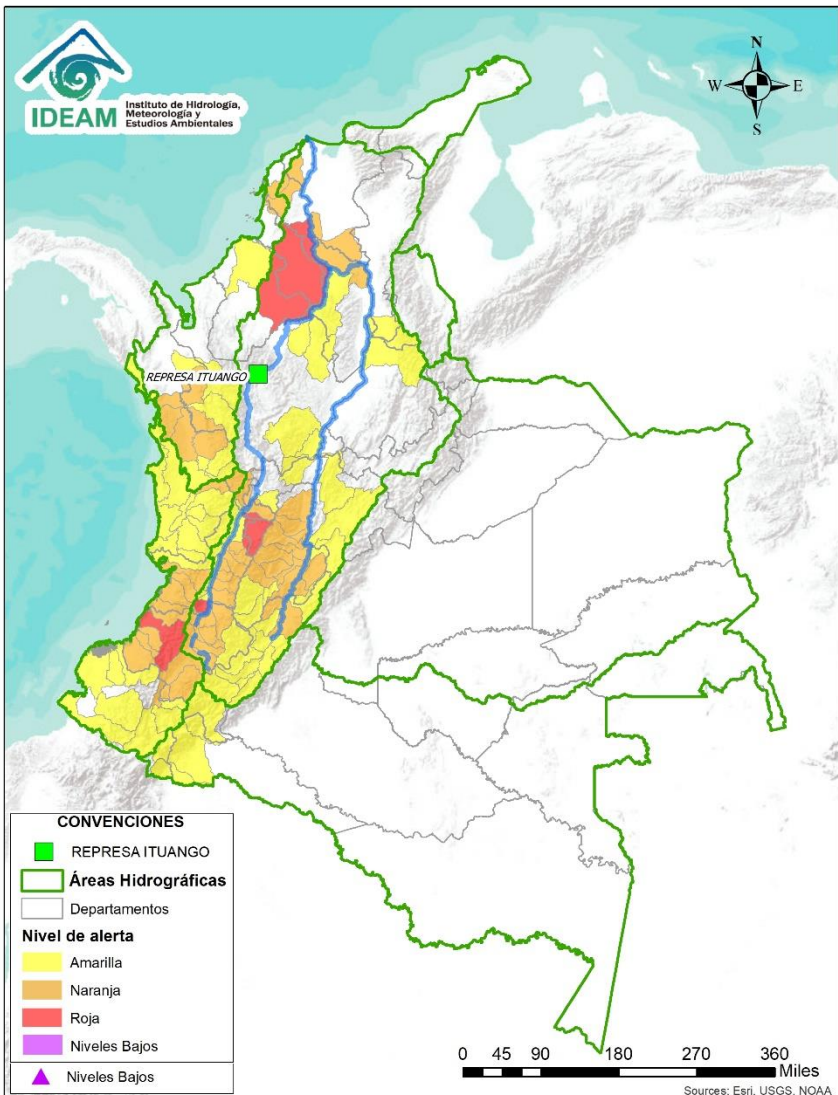 IDEAM
Instituto de Hidrología,
Meteorología y
Estudios Ambientales
N
W
E
S
REPRESA ITUANGO
CONVENCIONES
REPRESA ITUANGO
Áreas Hidrográficas
Departamentos
Nivel de alerta
Amarilla
Naranja
Roja
Niveles Bajos
Niveles Bajos
0 45 90 180 270 360
Miles
Sources: Esri, USGS, NOAA